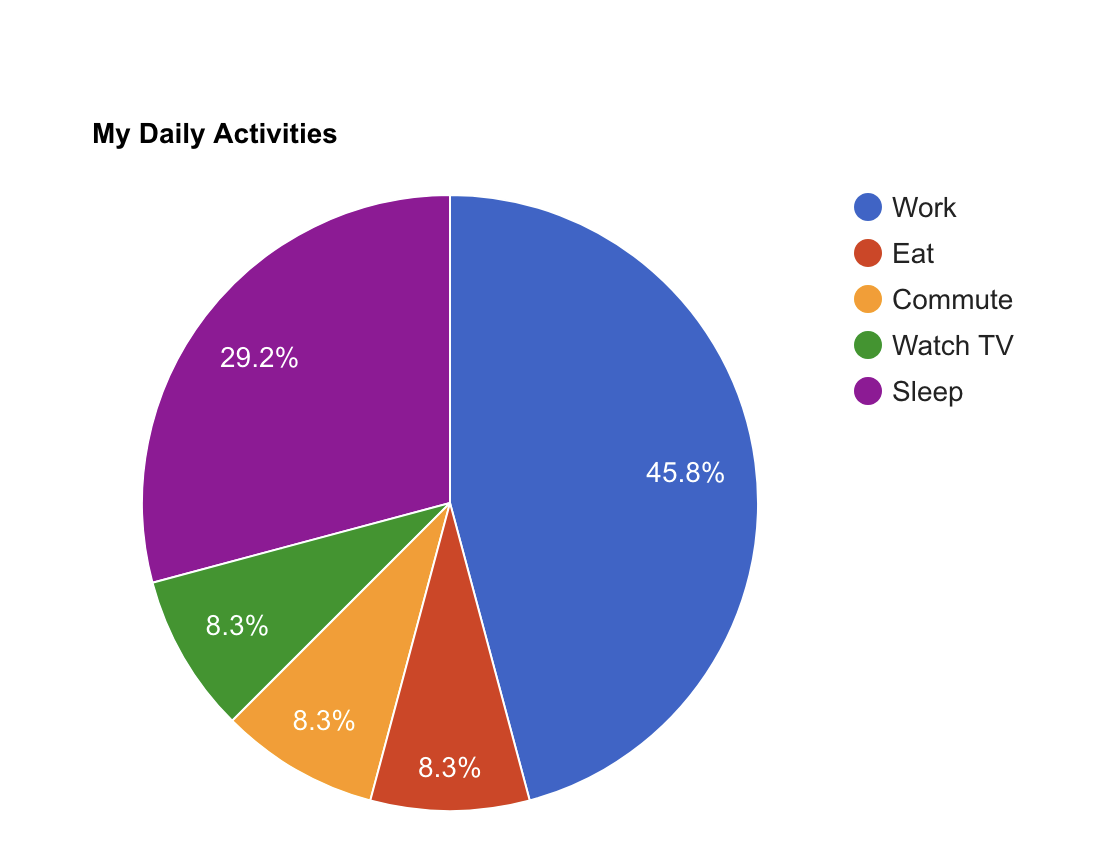 My Daily Activities
Work
Eat
Commute
Watch TV
Sleep
29.2%
45.8%
8.3%
8.3%
8.3%